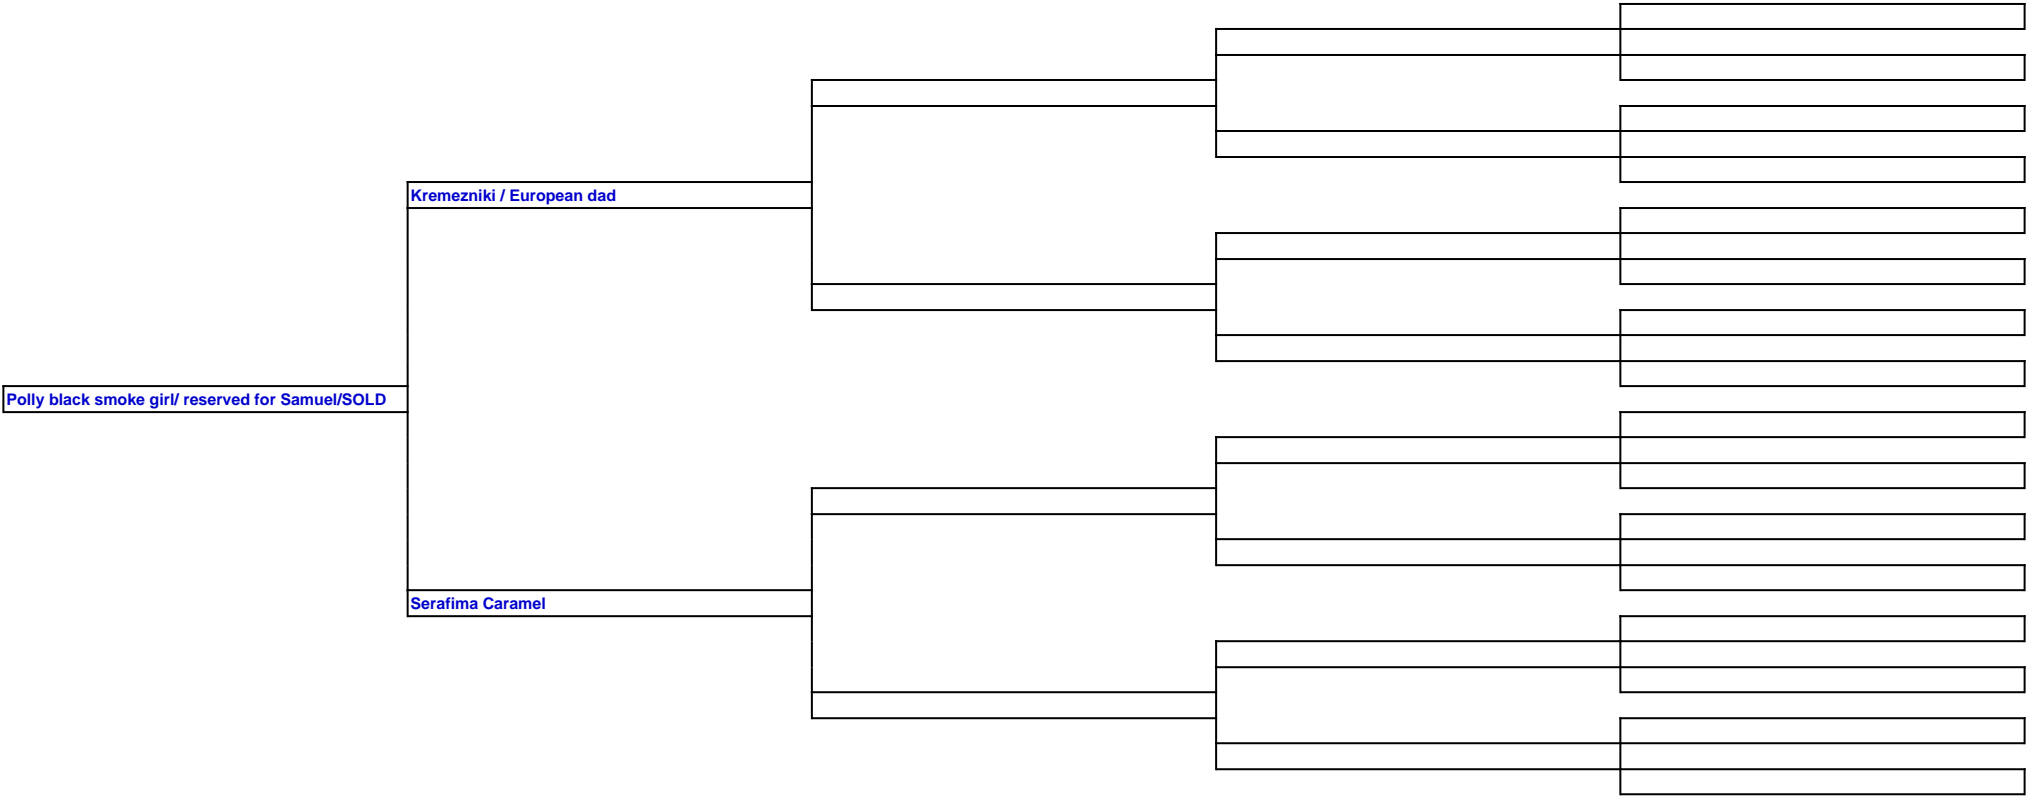 Kremezniki / European dad
Polly black smoke girl/ reserved for Samuel/SOLD
Serafima Caramel